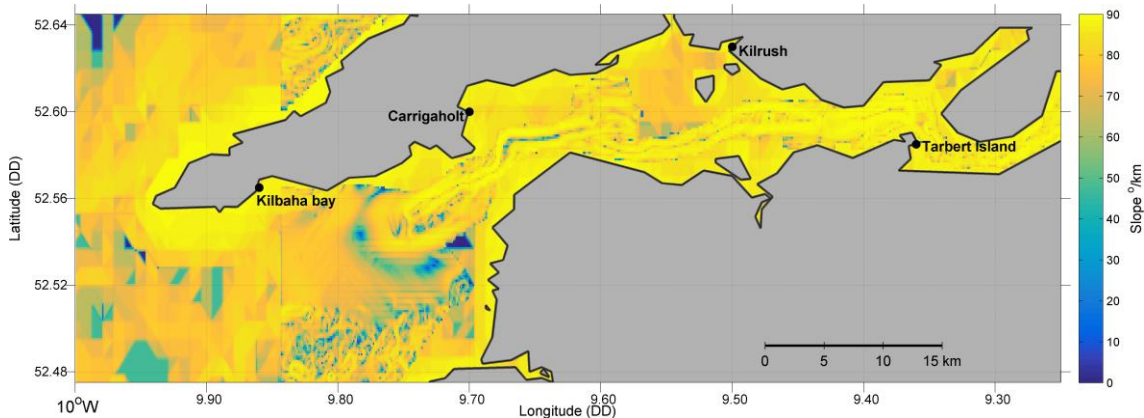 52.64
52.60
52.56
52.52
52.48
Latitude (DD)
Kilrush
Carrigaholt
Tarbert Island
Kilbaha bay
0 5 10 15 km
10°W 9.90 9.80 9.70 9.60 9.50 9.40 9.30
Longitude (DD)
90
80
70
60
50
40
30
20
10
0
Slope °/km